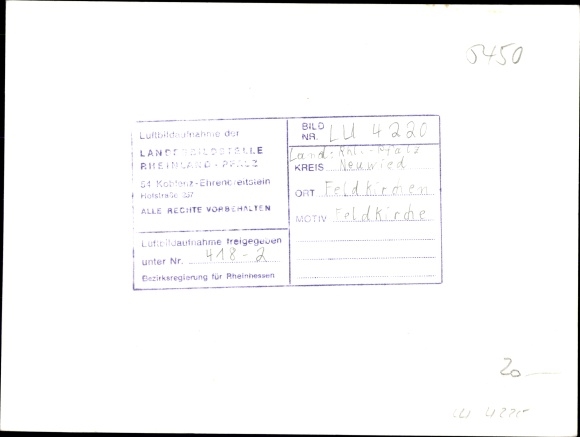 5450
Luftbildaufnahme der
LANDESBILDSTELLE
RHEINLAND-PFALZ
54 Koblenz-Ehrenbreitstein
Hofstraße 257
ALLE RECHTE VORBEHALTEN
Luftbildaufnahme freigegeben
unter Nr. 418-2
Bezirksregierung für Rheinhessen
BILD NR. LU 4220
Land: Rhl.-Pfalz
KREIS Neuwied
ORT Feldkirchen
MOTIV Feldkirche
20
LU 4220